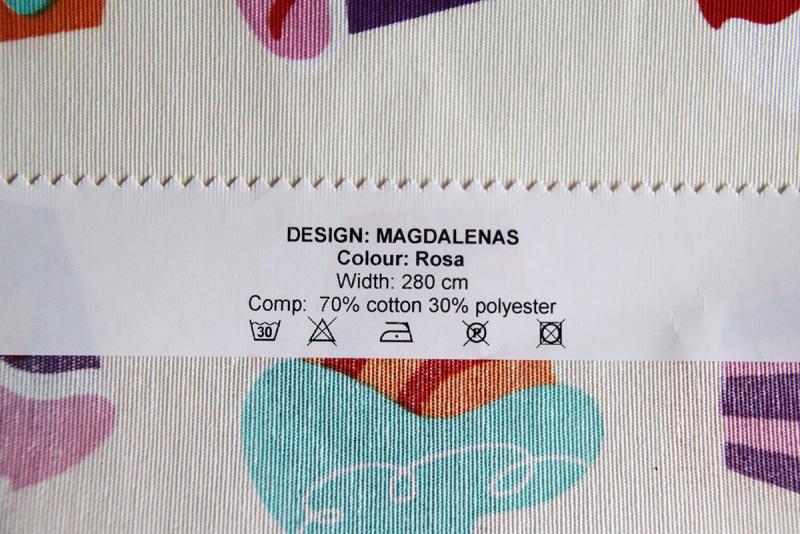 DESIGN: MAGDALENAS
Colour: Rosa
Width: 280 cm
Comp: 70% cotton 30% polyester
30 P